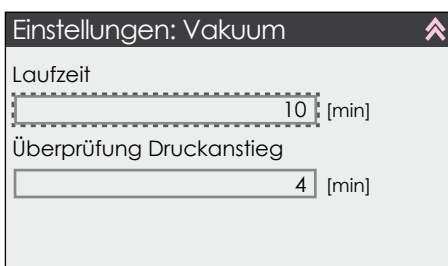 Einstellungen: Vakuum
Laufzeit
10 [min]
Überprüfung Druckanstieg
4 [min]